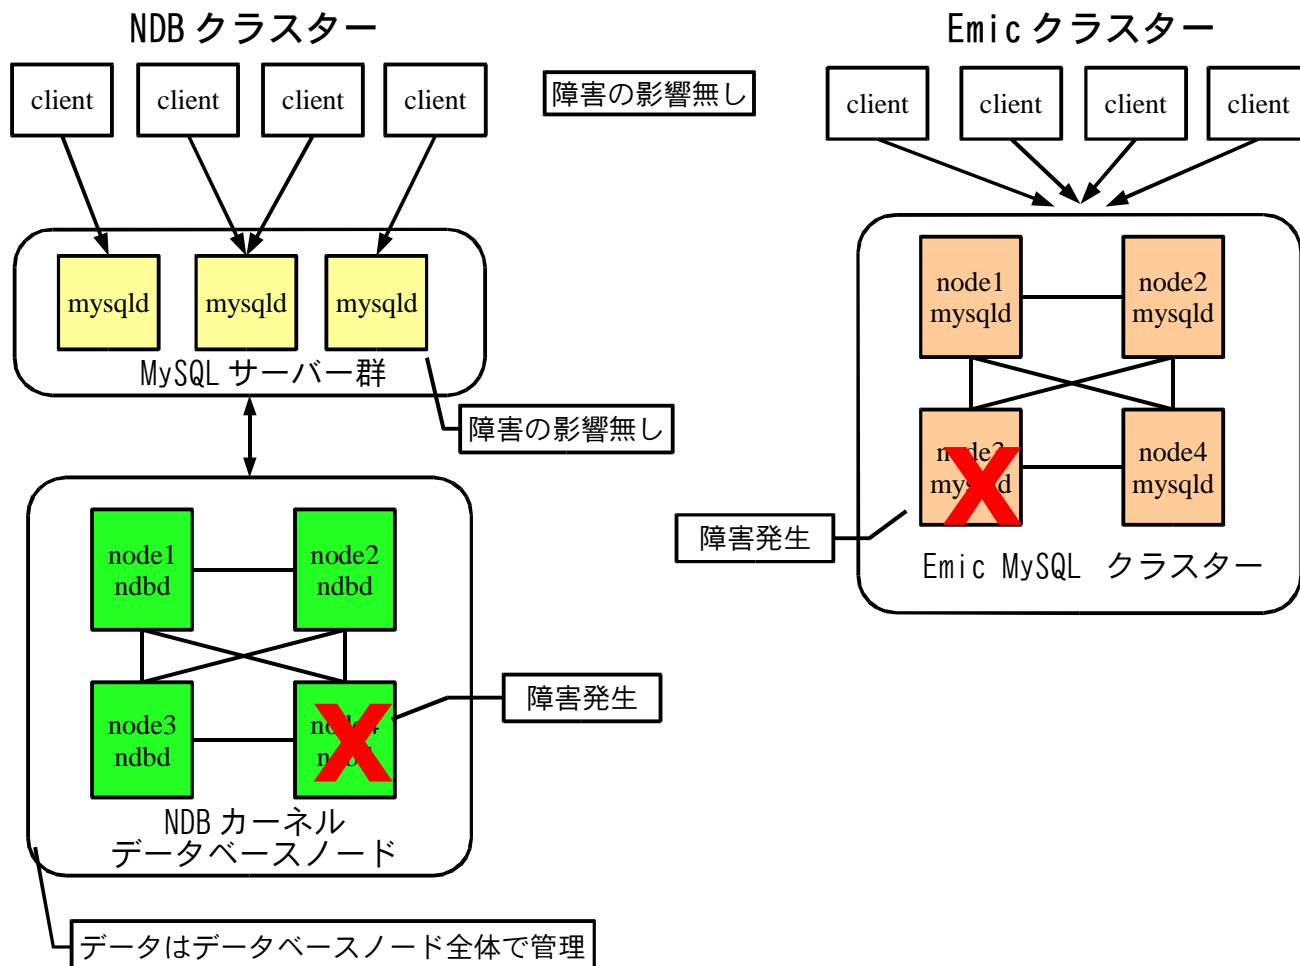 NDB クラスター
client
client
client
client
mysqld
mysqld
mysqld
MySQL サーバー群
障害の影響無し
node1
ndbd
node2
ndbd
node3
ndbd
node4
ndbd
障害発生
NDB カーネル
データベースノード
データはデータベースノード全体で管理
障害の影響無し
Emic クラスター
client
client
client
client
node1
mysqld
node2
mysqld
node3
mysqld
node4
mysqld
障害発生
Emic MySQL クラスター